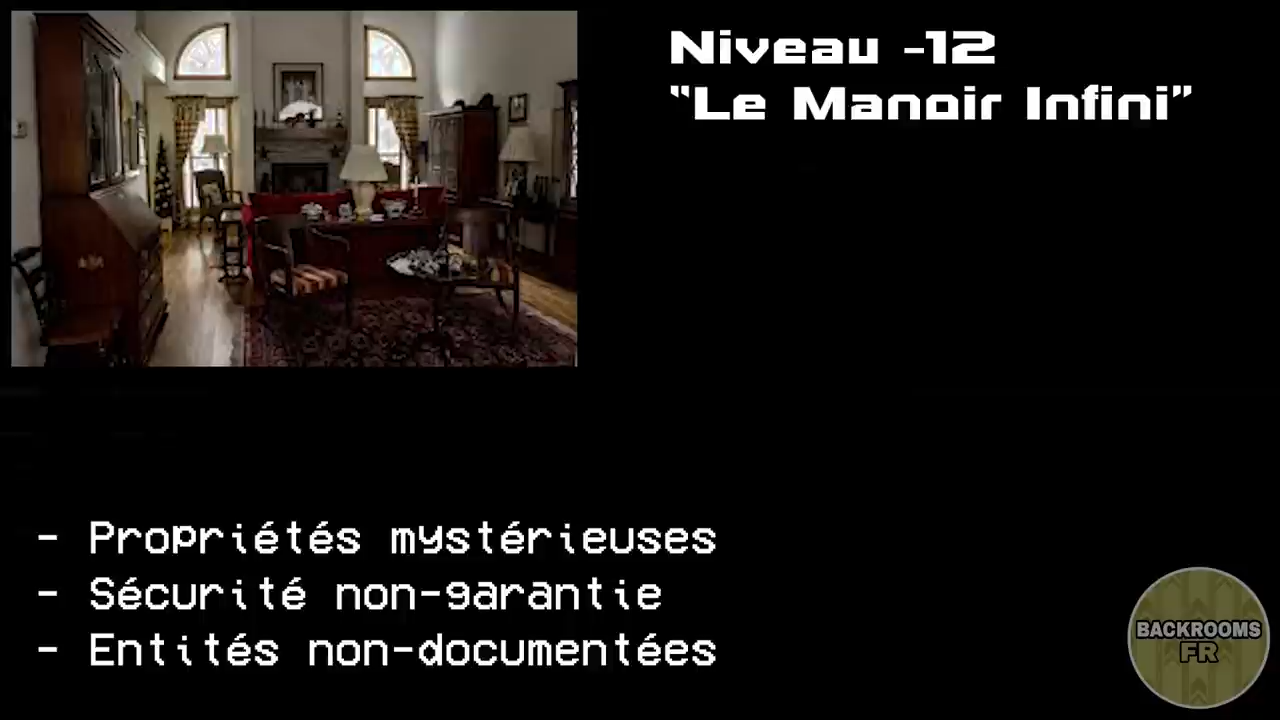 Niveau -12
“Le Manoir Infini”
- Propriétés mystérieuses
- Sécurité non-garantie
- Entités non-documentées
BACKROOMS
FR